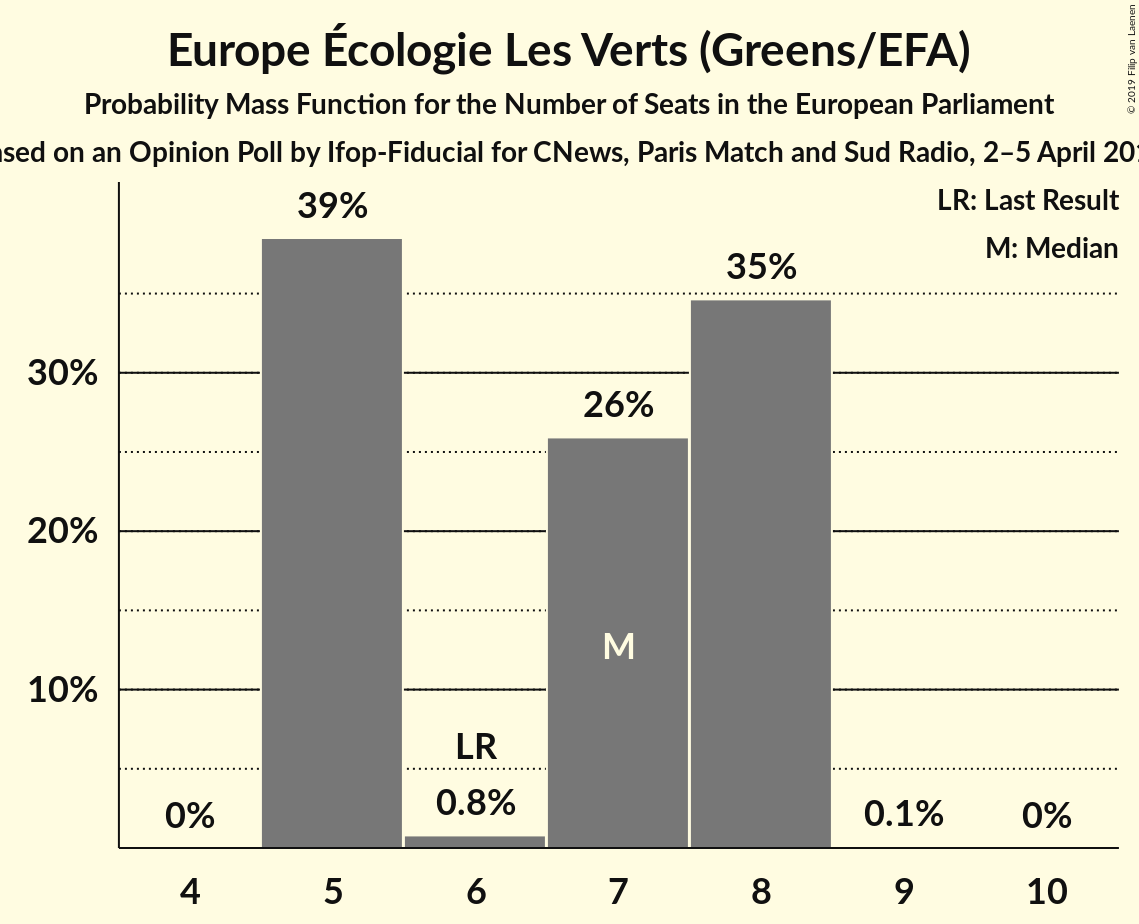 Europe Écologie Les Verts (Greens/EFA)
Probability Mass Function for the Number of Seats in the European Parliament
on an Opinion Poll by Ifop-Fiducial for CNews, Paris Match and Sud Radio, 2–5 April
© 2019 Filip van Laenen
LR: Last Result
M: Median
39%
35%
30%
26%
20%
M
10%
LR
0%
0.8%
0.1%
0%
4 5 6 7 8 9 10